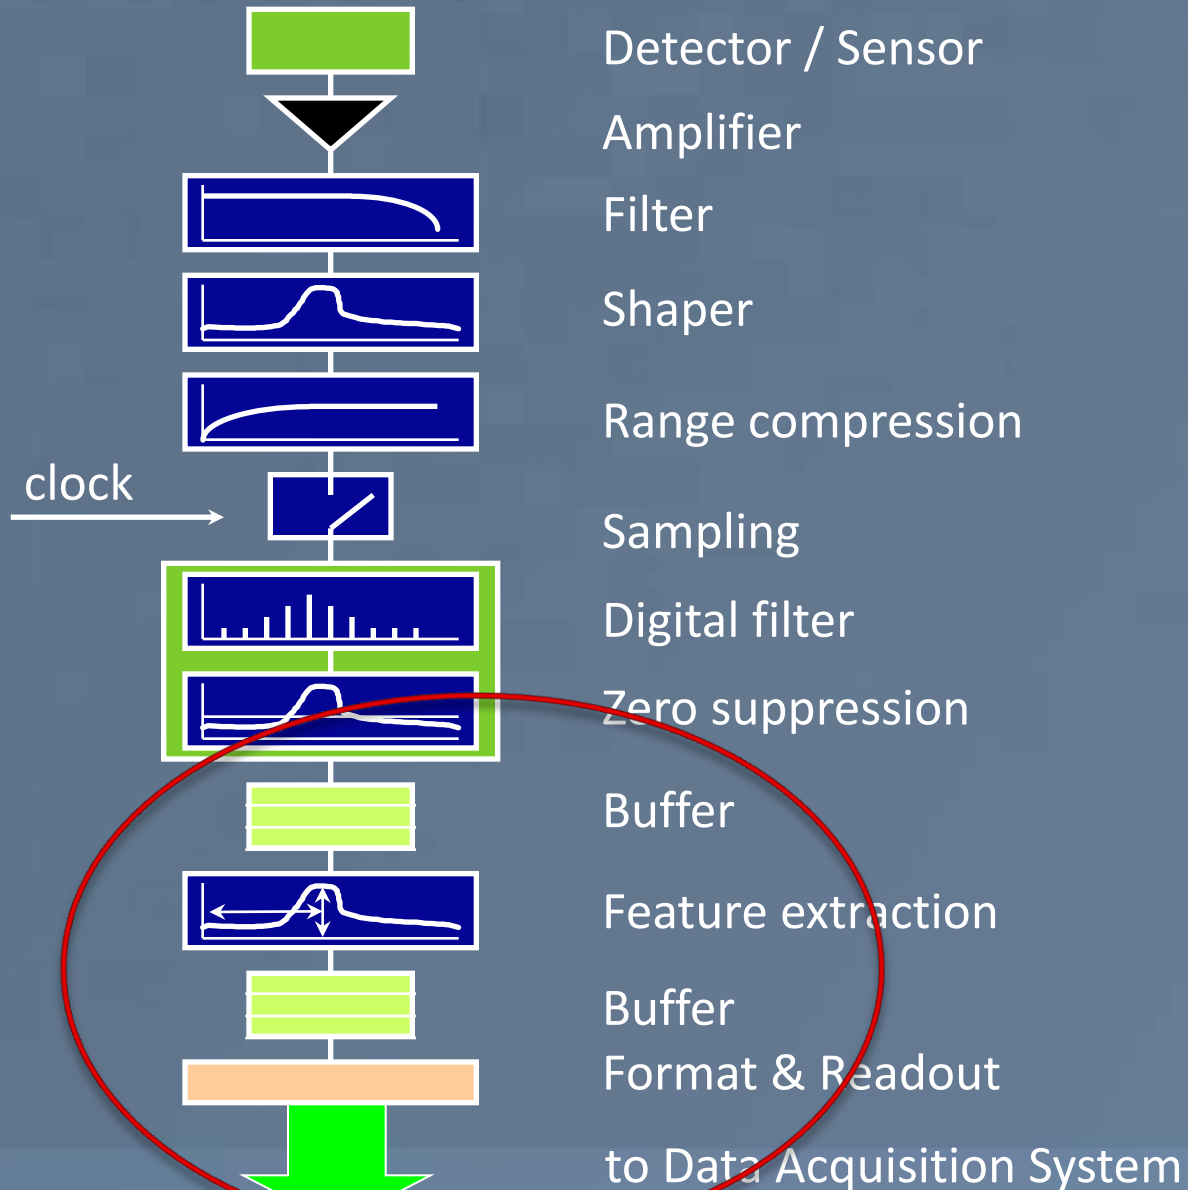 Detector / Sensor
Amplifier
Filter
Shaper
Range compression
clock
Sampling
Digital filter
Zero suppression
Buffer
Feature extraction
Buffer
Format & Readout
to Data Acquisition System